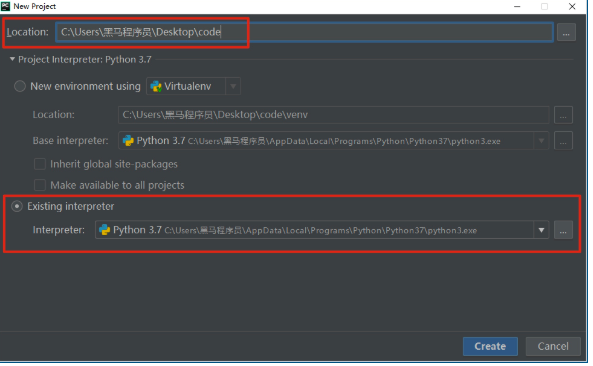 PC New Project
Location: C:\Users\黑马程序员\Desktop\code ...
Project Interpreter: Python 3.7
New environment using Virtualenv
Location: C:\Users\黑马程序员\Desktop\code\venv ...
Base interpreter: Python 3.7 C:\Users\黑马程序员\AppData\Local\Programs\Python\Python37\python3.exe ...
Inherit global site-packages
Make available to all projects
Existing interpreter
Interpreter: Python 3.7 C:\Users\黑马程序员\AppData\Local\Programs\Python\Python37\python3.exe ...
Create Cancel